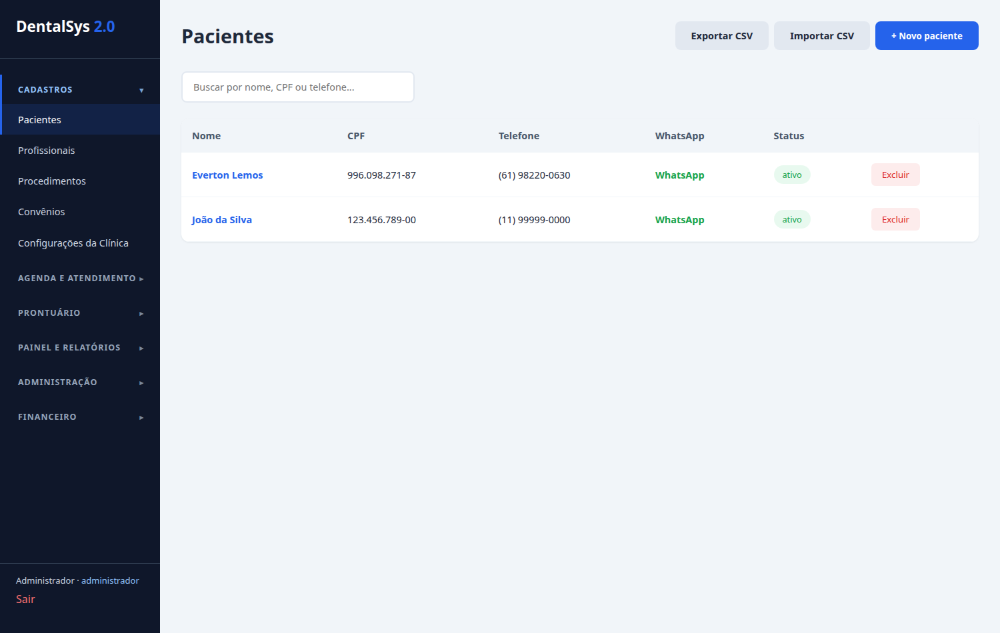 DentalSys 2.0
CADASTROS ▾
Pacientes
Profissionais
Procedimentos
Convênios
Configurações da Clínica
AGENDA E ATENDIMENTO ▸
PRONTUÁRIO ▸
PAINEL E RELATÓRIOS ▸
ADMINISTRAÇÃO ▸
FINANCEIRO ▸
Administrador · administrador
Sair
Pacientes
Exportar CSV Importar CSV + Novo paciente
Buscar por nome, CPF ou telefone...
Nome CPF Telefone WhatsApp Status
Everton Lemos 996.098.271-87 (61) 98220-0630 WhatsApp ativo Excluir
João da Silva 123.456.789-00 (11) 99999-0000 WhatsApp ativo Excluir